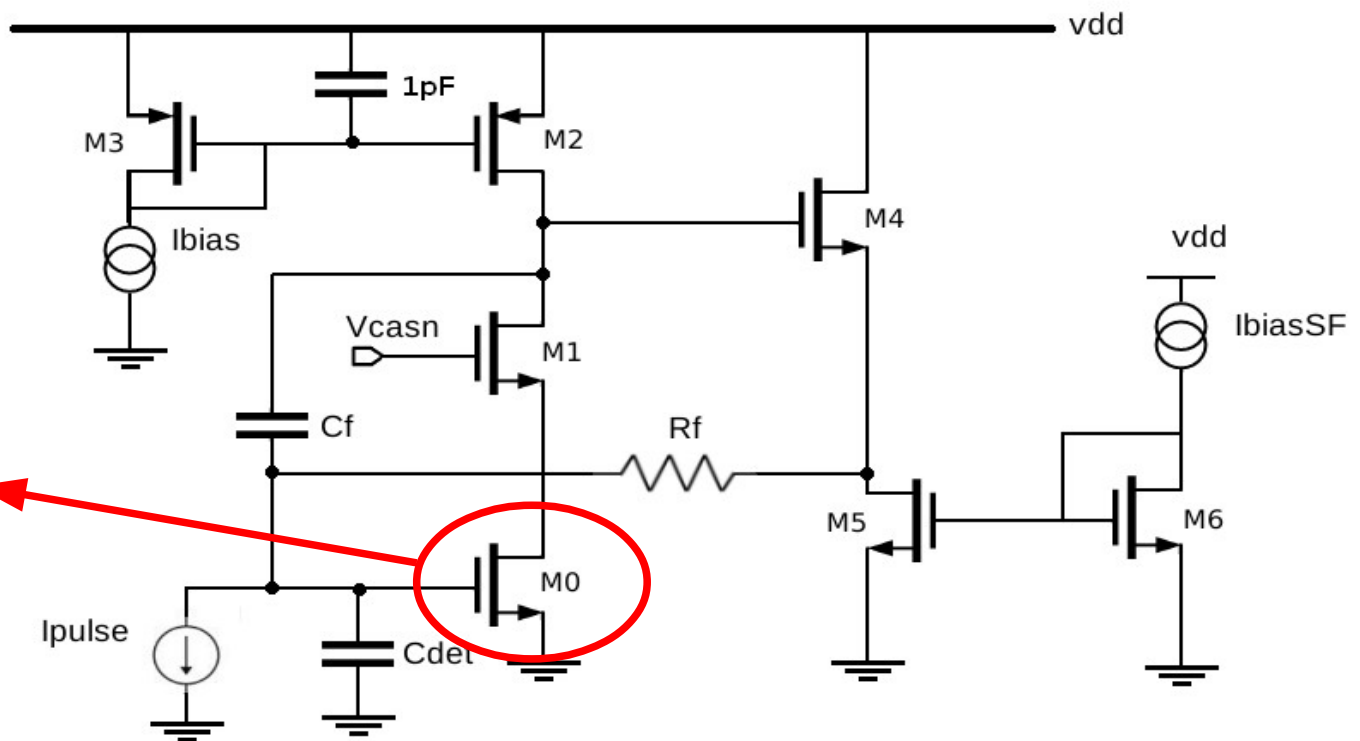 vdd
1pF
M3
M2
M4
Ibias
vdd
Vcasn
M1
IbiasSF
Cf
Rf
M5
M6
M0
Ipulse
Cdet